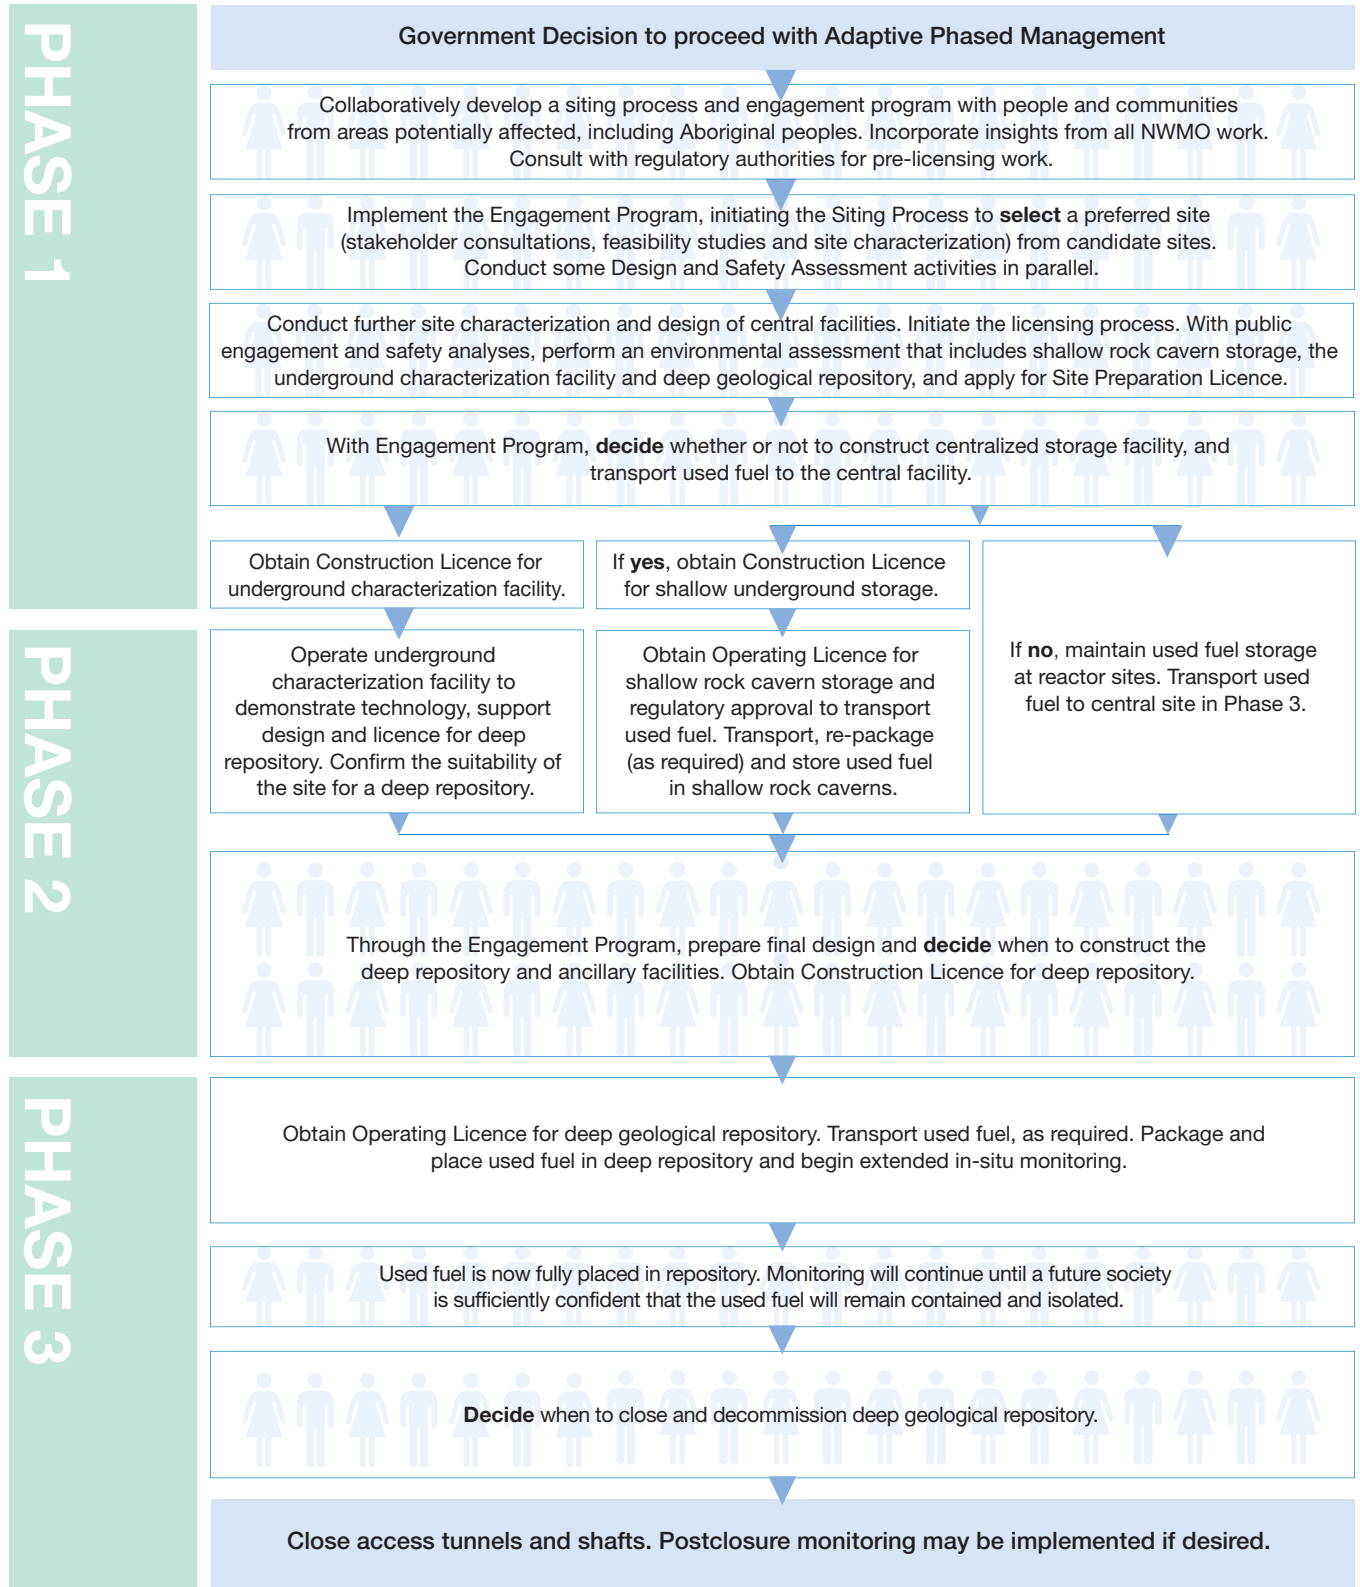 PHASE 1
Government Decision to proceed with Adaptive Phased Management
Collaboratively develop a siting process and engagement program with people and communities
from areas potentially affected, including Aboriginal peoples. Incorporate insights from all NWMO work.
Consult with regulatory authorities for pre-licensing work.
Implement the Engagement Program, initiating the Siting Process to select a preferred site
(stakeholder consultations, feasibility studies and site characterization) from candidate sites.
Conduct some Design and Safety Assessment activities in parallel.
Conduct further site characterization and design of central facilities. Initiate the licensing process. With public
engagement and safety analyses, perform an environmental assessment that includes shallow rock cavern storage, the
underground characterization facility and deep geological repository, and apply for Site Preparation Licence.
With Engagement Program, decide whether or not to construct centralized storage facility, and
transport used fuel to the central facility.
Obtain Construction Licence for
underground characterization facility.
If yes, obtain Construction Licence
for shallow underground storage.
PHASE 2
Operate underground
characterization facility to
demonstrate technology, support
design and licence for deep
repository. Confirm the suitability of
the site for a deep repository.
Obtain Operating Licence for
shallow rock cavern storage and
regulatory approval to transport
used fuel. Transport, re-package
(as required) and store used fuel
in shallow rock caverns.
If no, maintain used fuel storage
at reactor sites. Transport used
fuel to central site in Phase 3.
Through the Engagement Program, prepare final design and decide when to construct the
deep repository and ancillary facilities. Obtain Construction Licence for deep repository.
PHASE 3
Obtain Operating Licence for deep geological repository. Transport used fuel, as required. Package and
place used fuel in deep repository and begin extended in-situ monitoring.
Used fuel is now fully placed in repository. Monitoring will continue until a future society
is sufficiently confident that the used fuel will remain contained and isolated.
Decide when to close and decommission deep geological repository.
Close access tunnels and shafts. Postclosure monitoring may be implemented if desired.